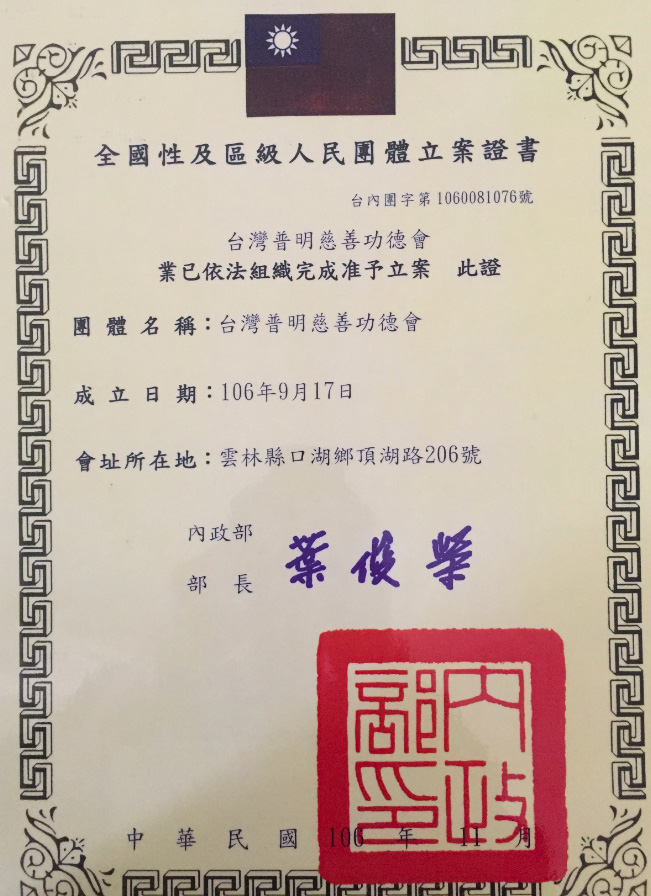 全國性及區級人民團體立案證書
台內團字第1060081076號
台灣普明慈善功德會
業已依法組織完成准予立案 此證
團體名稱：台灣普明慈善功德會
成立日期：106年9月17日
會址所在地：雲林縣口湖鄉頂湖路206號
內政部
部長 葉俊榮
內政部印
中華民國106年11月